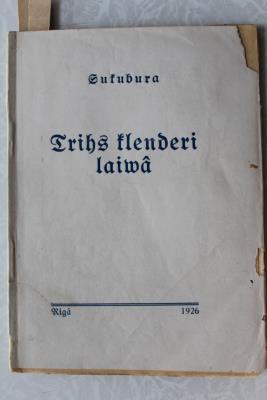 Sukubura
Trihs klenderi
laiwâ
Rigâ 1926